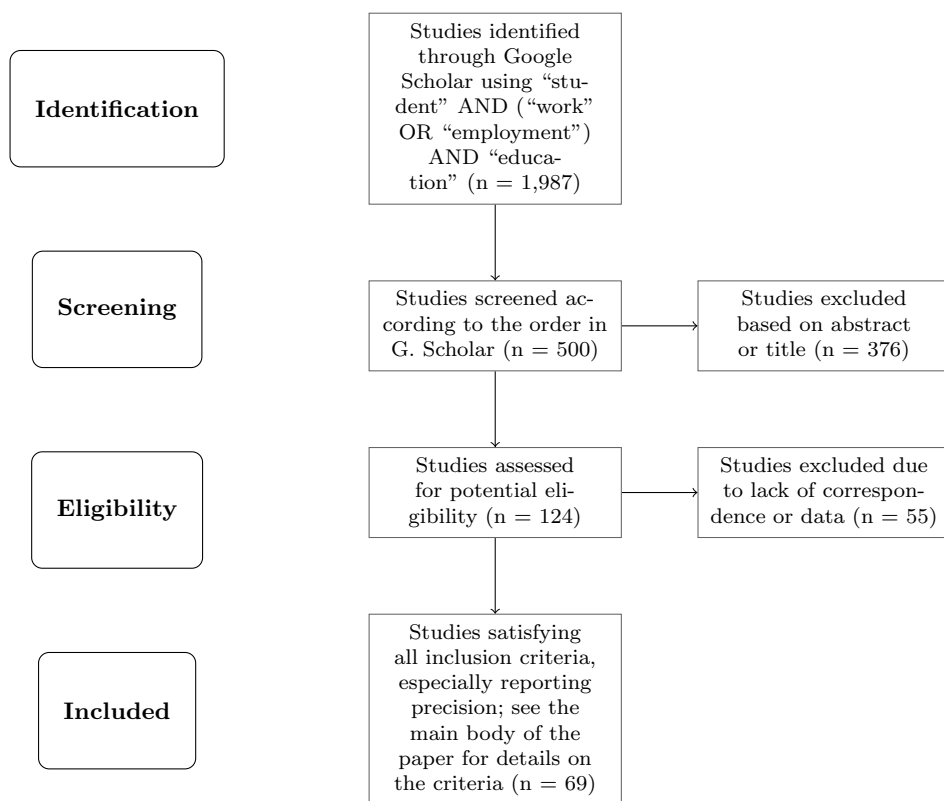 Identification
Studies identified
through Google
Scholar using “stu-
dent” AND (“work”
OR “employment”)
AND “educa-
tion” (n = 1,987)
Screening
Studies screened ac-
cording to the order in
G. Scholar (n = 500)
Studies excluded
based on abstract
or title (n = 376)
Eligibility
Studies assessed
for potential eli-
gibility (n = 124)
Studies excluded due
to lack of correspon-
dence or data (n = 55)
Included
Studies satisfying
all inclusion criteria,
especially reporting
precision; see the
main body of the
paper for details on
the criteria (n = 69)